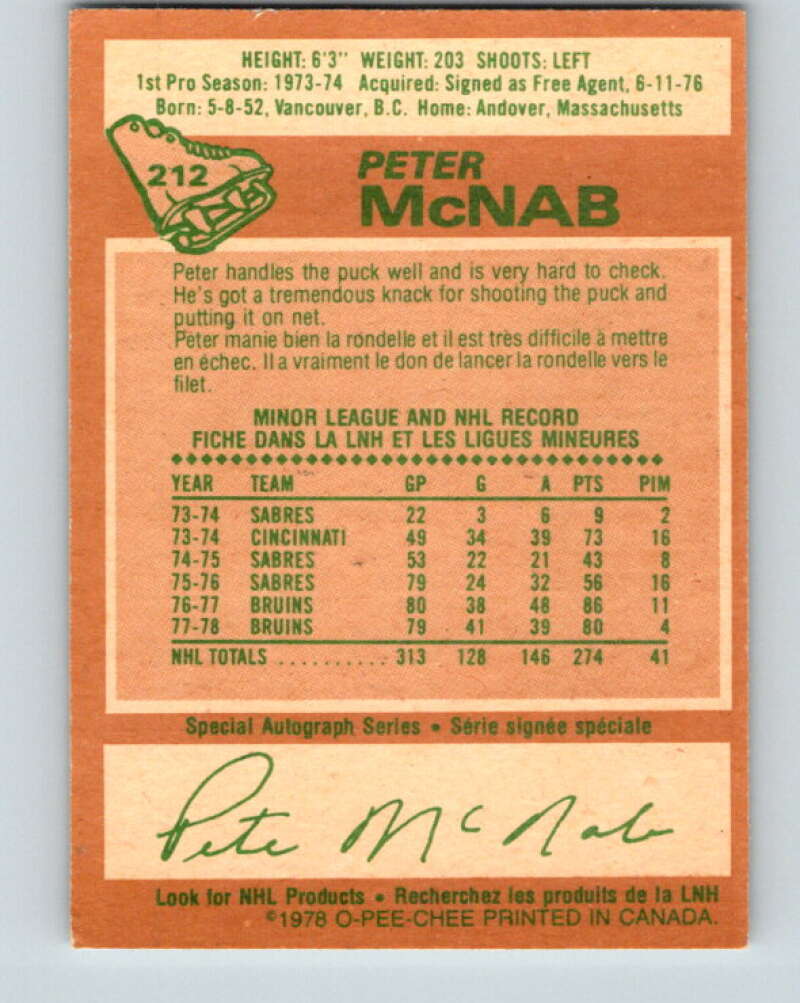 HEIGHT: 6'3" WEIGHT: 203 SHOOTS: LEFT
1st Pro Season: 1973-74 Acquired: Signed as Free Agent, 6-11-76
Born: 5-8-52, Vancouver, B.C. Home: Andover, Massachusetts
212
PETER
McNAB
Peter handles the puck well and is very hard to check.
He's got a tremendous knack for shooting the puck and
putting it on net.
Peter manie bien la rondelle et il est très difficile à mettre
en échec. Il a vraiment le don de lancer la rondelle vers le
filet.
MINOR LEAGUE AND NHL RECORD
FICHE DANS LA LNH ET LES LIGUES MINEURES
YEAR TEAM GP G A PTS PIM
73-74 SABRES 22 3 6 9 2
73-74 CINCINNATI 49 34 39 73 16
74-75 SABRES 53 22 21 43 8
75-76 SABRES 79 24 32 56 16
76-77 BRUINS 80 38 48 86 11
77-78 BRUINS 79 41 39 80 4
NHL TOTALS .......... 313 128 146 274 41
Special Autograph Series • Série signée spéciale
Pete McNab
Look for NHL Products • Recherchez les produits de la LNH
©1978 O-PEE-CHEE PRINTED IN CANADA.